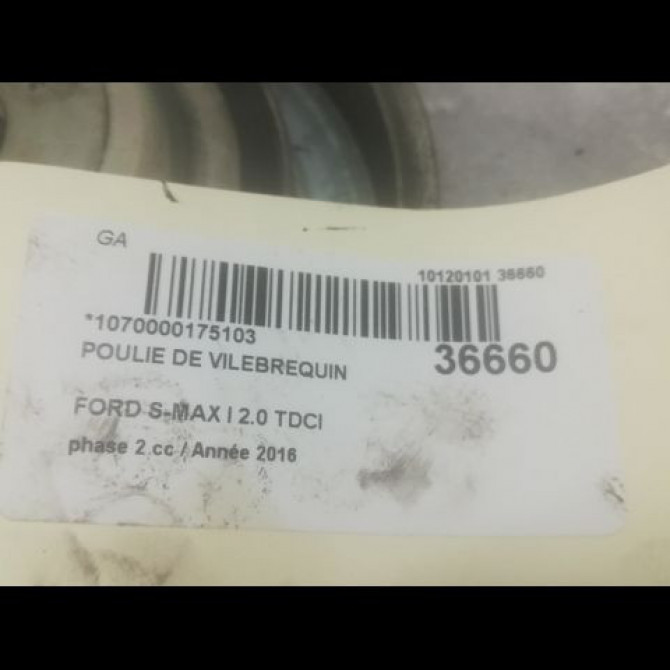 GA
10120101 36660
*1070000175103
36660
POULIE DE VILEBREQUIN
FORD S-MAX I 2.0 TDCI
phase 2 cc / Année 2016